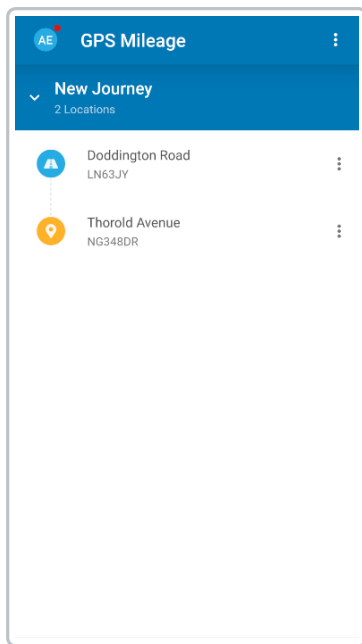 AE
GPS Mileage
New Journey
2 Locations
Doddington Road
LN63JY
Thorold Avenue
NG348DR